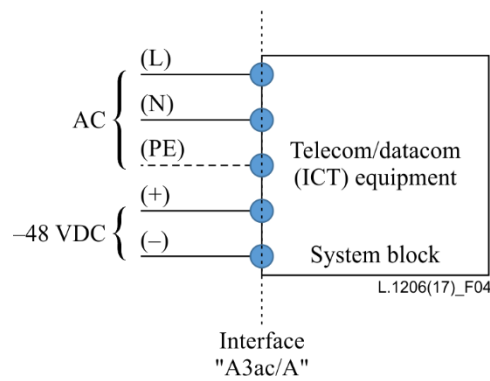 (L)
(N)
AC
(PE)
Telecom/datacom
(ICT) equipment
(+)
–48 VDC
(–)
System block
L.1206(17)_F04
Interface
"A3ac/A"